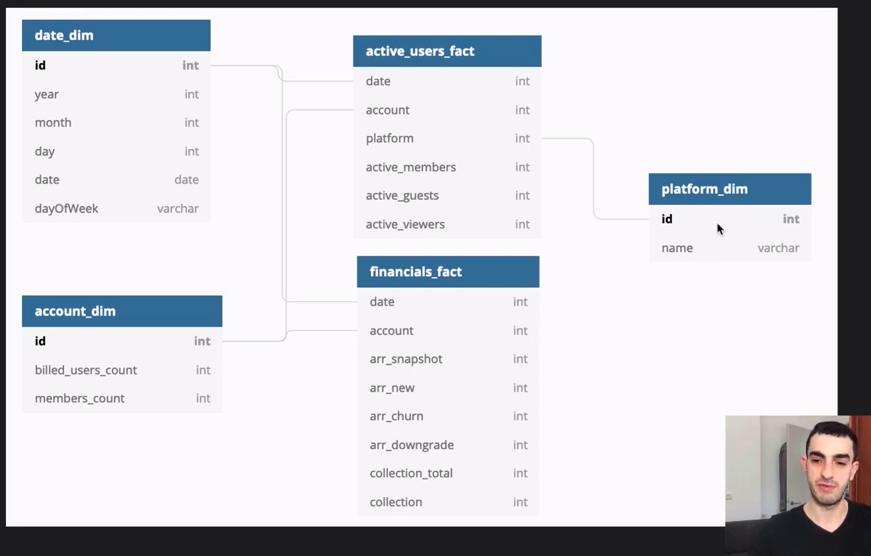 date_dim
id int
year int
month int
day int
date date
dayOfWeek varchar
active_users_fact
date int
account int
platform int
active_members int
active_guests int
active_viewers int
platform_dim
id int
name varchar
account_dim
id int
billed_users_count int
members_count int
financials_fact
date int
account int
arr_snapshot int
arr_new int
arr_churn int
arr_downgrade int
collection_total int
collection int